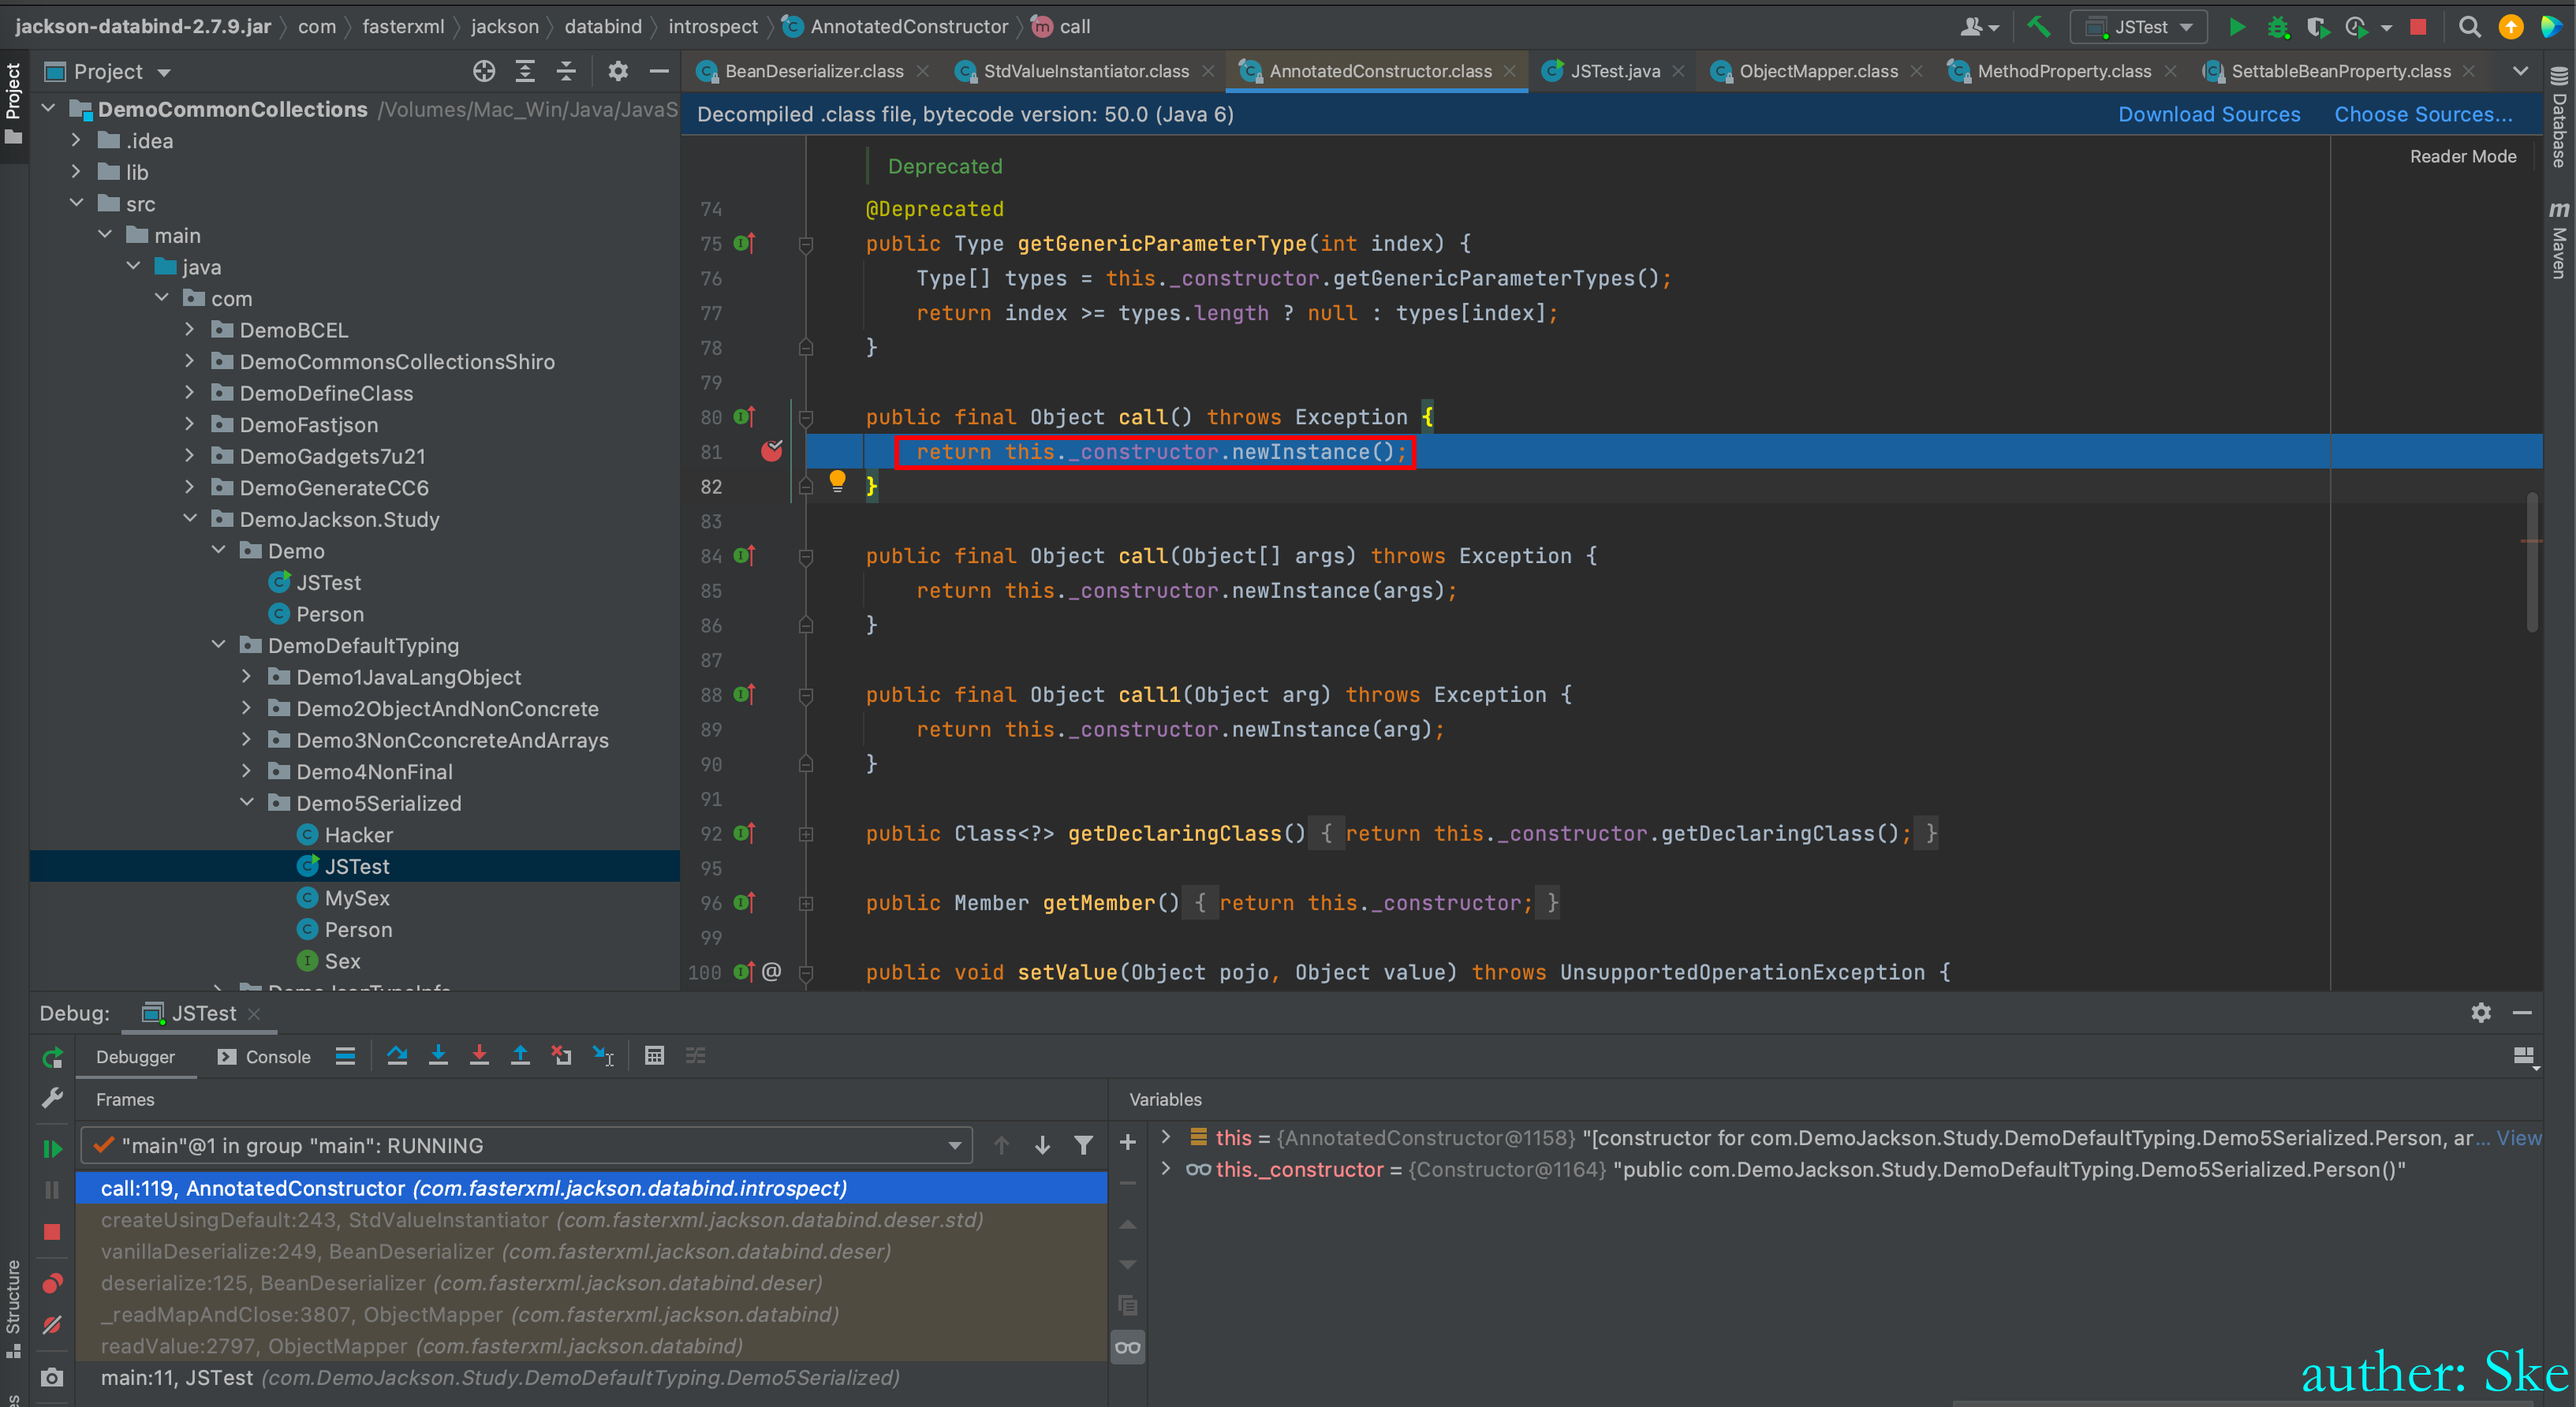 jackson-databind-2.7.9.jar com fasterxml jackson databind introspect AnnotatedConstructor call JSTest
Project
Project
BeanDeserializer.class StdValueInstantiator.class AnnotatedConstructor.class JSTest.java ObjectMapper.class MethodProperty.class SettableBeanProperty.class
Database
Maven
DemoCommonCollections /Volumes/Mac_Win/Java/JavaS
.idea
lib
src
main
java
com
DemoBCEL
DemoCommonsCollectionsShiro
DemoDefineClass
DemoFastjson
DemoGadgets7u21
DemoGenerateCC6
DemoJackson.Study
Demo
JSTest
Person
DemoDefaultTyping
Demo1JavaLangObject
Demo2ObjectAndNonConcrete
Demo3NonCconcreteAndArrays
Demo4NonFinal
Demo5Serialized
Hacker
JSTest
MySex
Person
Sex
Decompiled .class file, bytecode version: 50.0 (Java 6) Download Sources Choose Sources...
Reader Mode
Deprecated
74 @Deprecated
75 public Type getGenericParameterType(int index) {
76 Type[] types = this._constructor.getGenericParameterTypes();
77 return index >= types.length ? null : types[index];
78 }
79
80 public final Object call() throws Exception {
81 return this._constructor.newInstance();
82 }
83
84 public final Object call(Object[] args) throws Exception {
85 return this._constructor.newInstance(args);
86 }
87
88 public final Object call1(Object arg) throws Exception {
89 return this._constructor.newInstance(arg);
90 }
91
92 public Class<?> getDeclaringClass() { return this._constructor.getDeclaringClass(); }
95
96 public Member getMember() { return this._constructor; }
99
100 @ public void setValue(Object pojo, Object value) throws UnsupportedOperationException {
Debug: JSTest
Debugger Console
Frames
"main"@1 in group "main": RUNNING
call:119, AnnotatedConstructor (com.fasterxml.jackson.databind.introspect)
createUsingDefault:243, StdValueInstantiator (com.fasterxml.jackson.databind.deser.std)
vanillaDeserialize:249, BeanDeserializer (com.fasterxml.jackson.databind.deser)
deserialize:125, BeanDeserializer (com.fasterxml.jackson.databind.deser)
_readMapAndClose:3807, ObjectMapper (com.fasterxml.jackson.databind)
readValue:2797, ObjectMapper (com.fasterxml.jackson.databind)
main:11, JSTest (com.DemoJackson.Study.DemoDefaultTyping.Demo5Serialized)
Variables
this = {AnnotatedConstructor@1158} "[constructor for com.DemoJackson.Study.DemoDefaultTyping.Demo5Serialized.Person, ar... View
this._constructor = {Constructor@1164} "public com.DemoJackson.Study.DemoDefaultTyping.Demo5Serialized.Person()"
Structure
auther: Ske